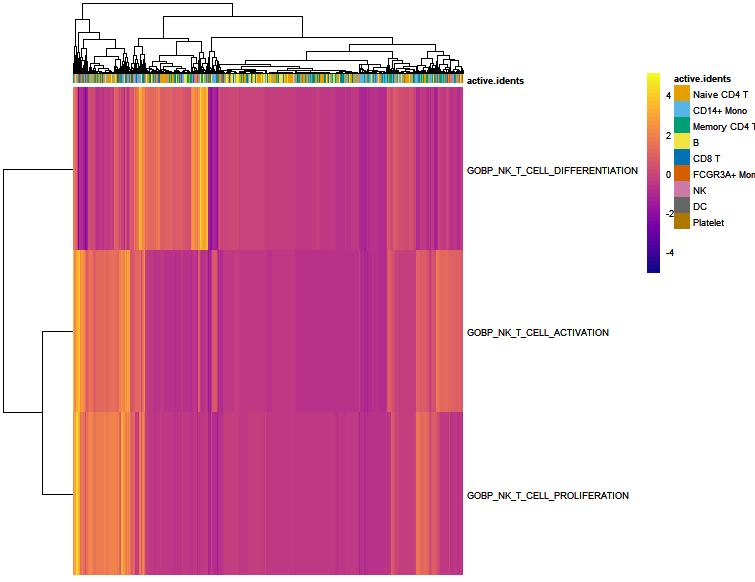 active.idents
GOBP_NK_T_CELL_DIFFERENTIATION
GOBP_NK_T_CELL_ACTIVATION
GOBP_NK_T_CELL_PROLIFERATION
4
2
0
-2
-4
active.idents
Naive CD4 T
CD14+ Mono
Memory CD4 T
B
CD8 T
FCGR3A+ Mon
NK
DC
Platelet